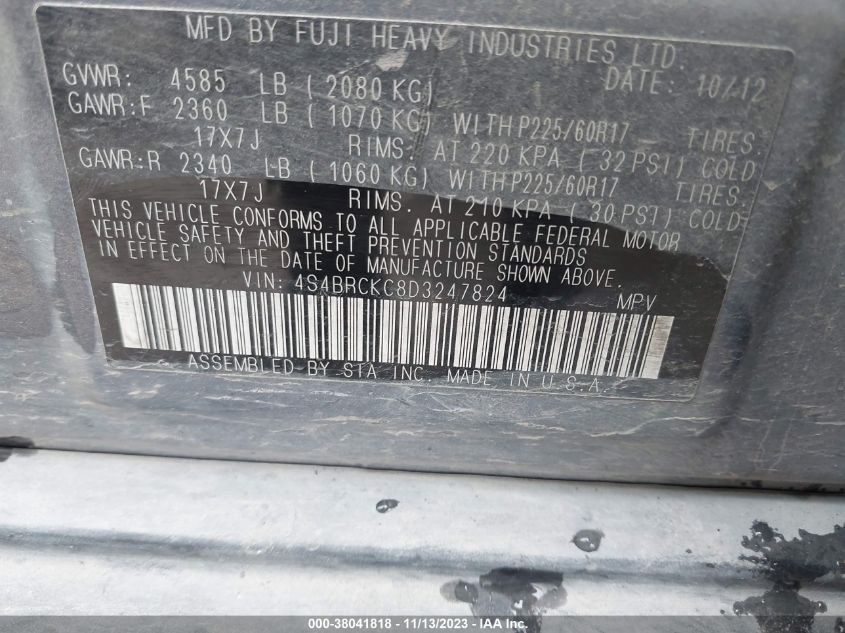 MFD BY FUJI HEAVY INDUSTRIES LTD.
DATE: 10/12
GVWR: 4585 LB ( 2080 KG)
GAWR:F 2360 LB ( 1070 KG) WITH P225/60R17 TIRES.
17X7J RIMS. AT 220 KPA ( 32 PSI) COLD
GAWR:R 2340 LB ( 1060 KG) WITH P225/60R17 TIRES.
17X7J RIMS. AT 210 KPA ( 30 PSI) COLD
THIS VEHICLE CONFORMS TO ALL APPLICABLE FEDERAL MOTOR
VEHICLE SAFETY AND THEFT PREVENTION STANDARDS
IN EFFECT ON THE DATE OF MANUFACTURE SHOWN ABOVE.
VIN: 4S4BRCKC8D3247824 MPV
ASSEMBLED BY SIA INC. MADE IN U.S.A.
000-38041818 - 11/13/2023 - IAA Inc.